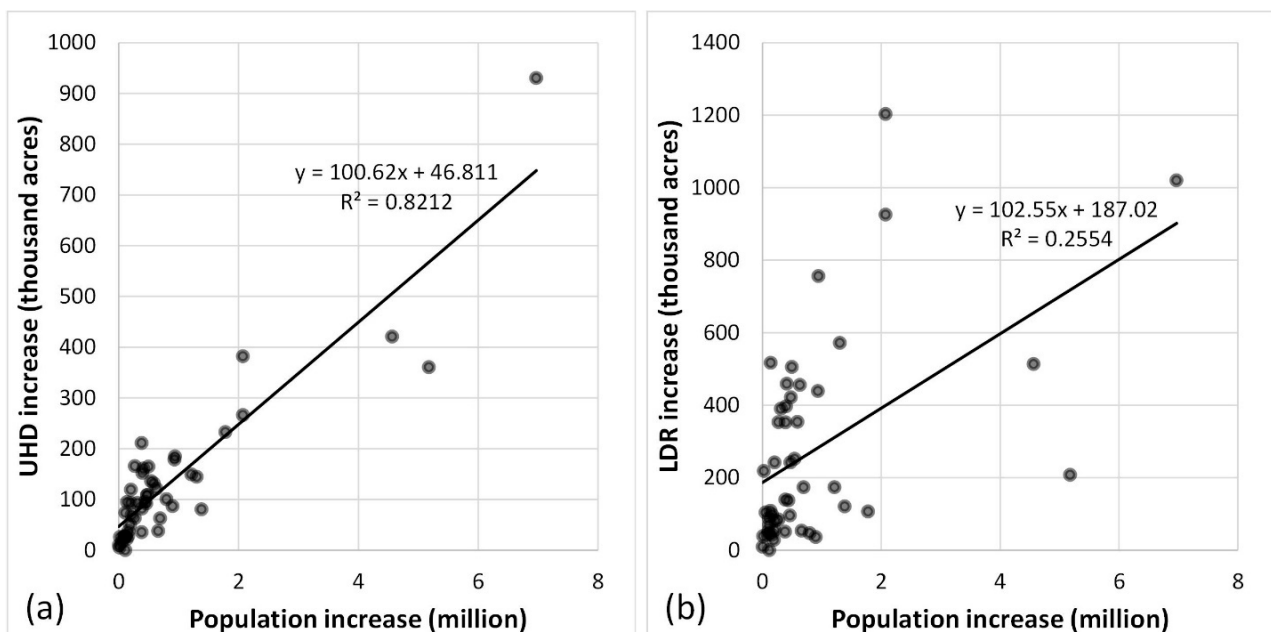 1000
900
800
700
600
500
400
300
200
100
0
UHD increase (thousand acres)
y = 100.62x + 46.811
R² = 0.8212
0 2 4 6 8
Population increase (million)
(a)
1400
1200
1000
800
600
400
200
0
LDR increase (thousand acres)
y = 102.55x + 187.02
R² = 0.2554
0 2 4 6 8
Population increase (million)
(b)